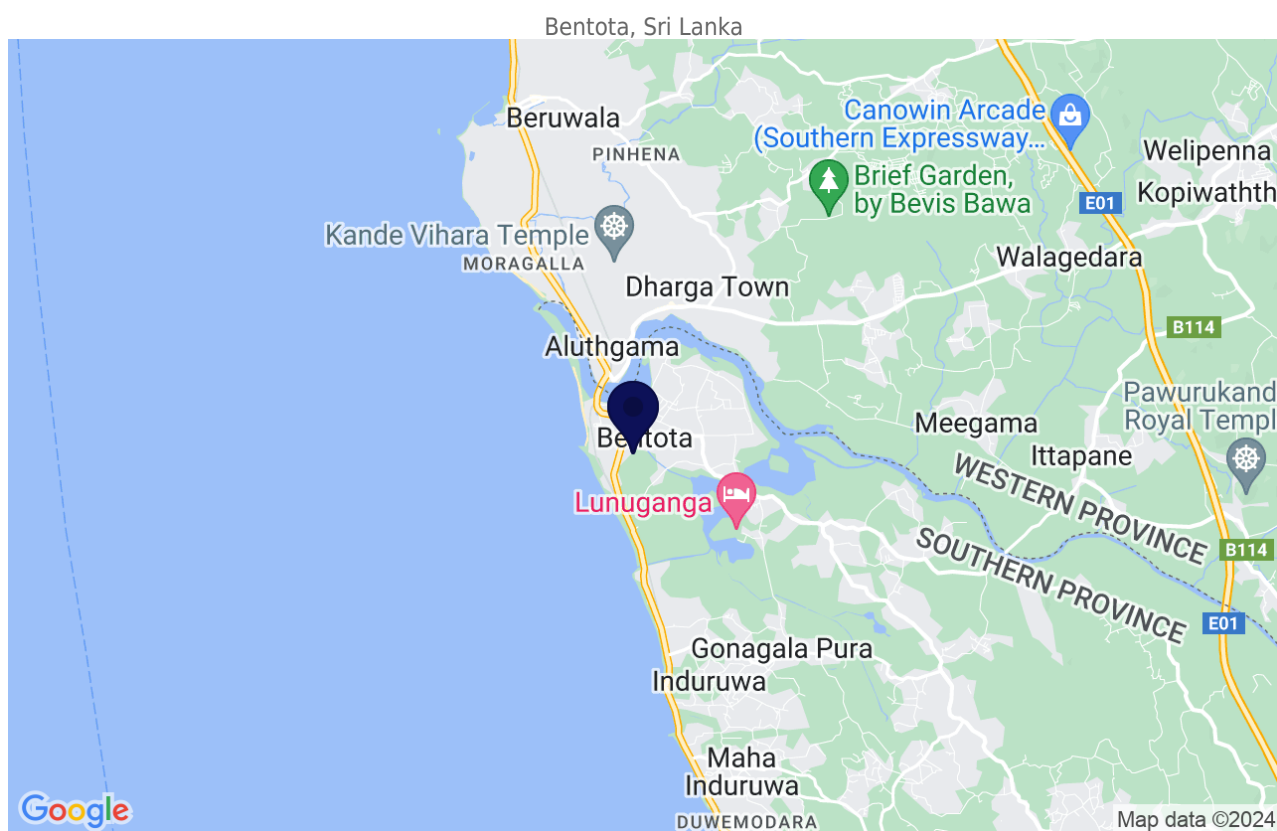 Bentota, Sri Lanka
Beruwala
PINHENA
Canowin Arcade
(Southern Expressway...
Welipenna
Kopiwaththa
Brief Garden,
by Bevis Bawa
E01
Kande Vihara Temple
MORAGALLA
Walagedara
Dharga Town
B114
Aluthgama
Pawurukand
Royal Templ
Meegama
Bentota
Ittapane
WESTERN PROVINCE
Lunuganga
SOUTHERN PROVINCE
B114
E01
Gonagala Pura
Induruwa
Maha
Induruwa
DUWEMODARA
Google
Map data ©2024